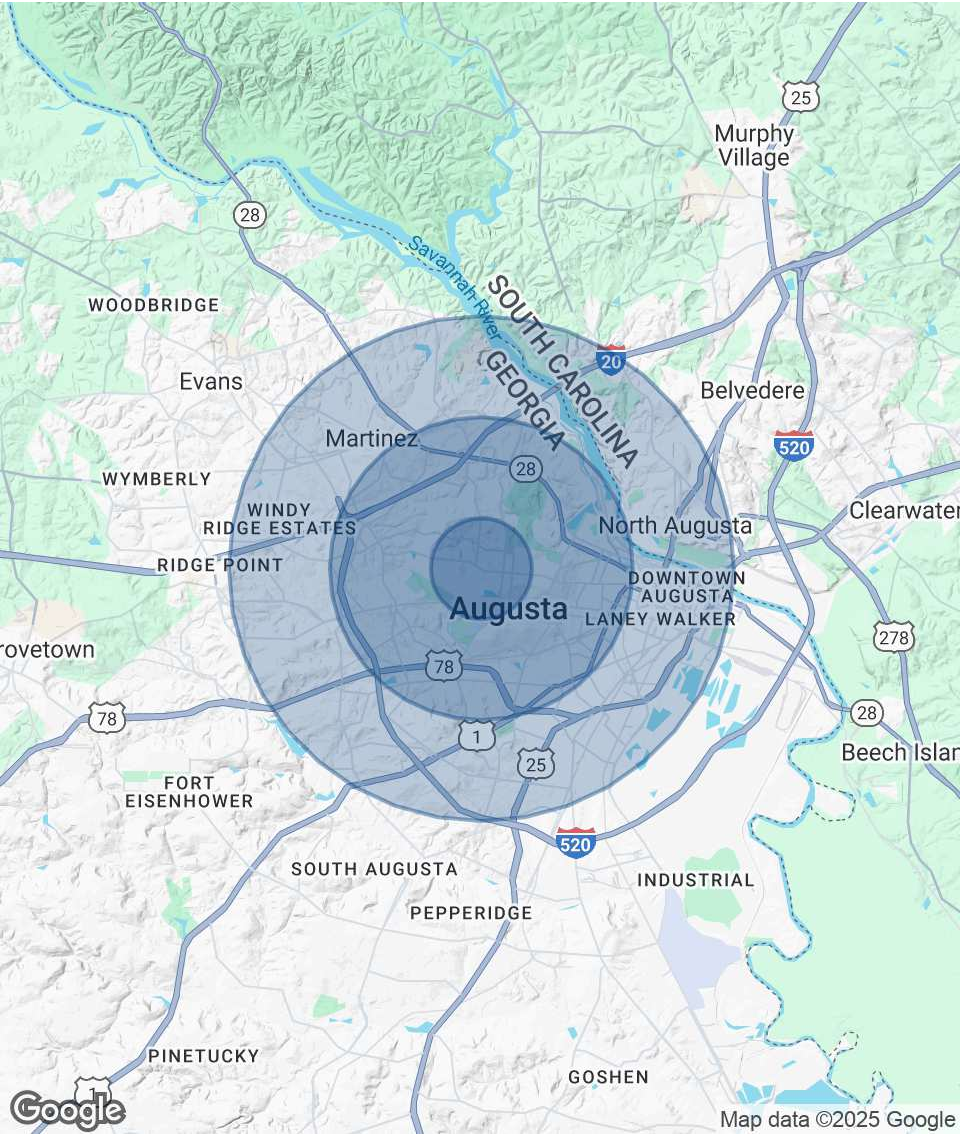 25
Murphy
Village
28
Savannah River
SOUTH CAROLINA
WOODBRIDGE
GEORGIA
20
Evans
Belvedere
Martinez
520
28
WYMBERLY
WINDY
RIDGE ESTATES
North Augusta
Clearwater
RIDGE POINT
DOWNTOWN
AUGUSTA
Augusta
LANEY WALKER
278
rovetown
78
78
28
1
Beech Islan
25
FORT
EISENHOWER
520
SOUTH AUGUSTA
INDUSTRIAL
PEPPERIDGE
PINETUCKY
GOSHEN
1
Google
Map data ©2025 Google